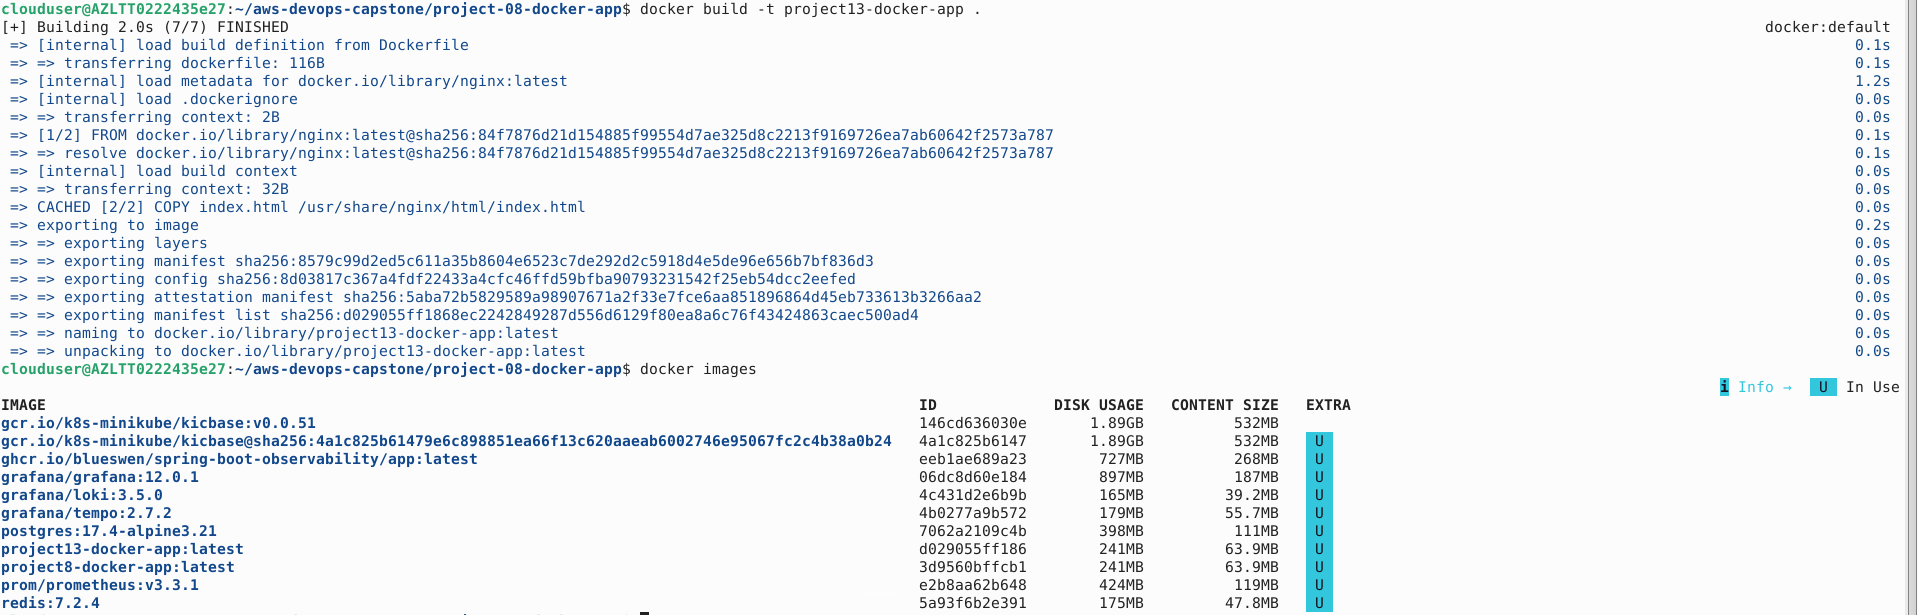 clouduser@AZLTT0222435e27:~/aws-devops-capstone/project-08-docker-app$ docker build -t project13-docker-app .
[+] Building 2.0s (7/7) FINISHED docker:default
=> [internal] load build definition from Dockerfile 0.1s
=> => transferring dockerfile: 116B 0.1s
=> [internal] load metadata for docker.io/library/nginx:latest 1.2s
=> [internal] load .dockerignore 0.0s
=> => transferring context: 2B 0.0s
=> [1/2] FROM docker.io/library/nginx:latest@sha256:84f7876d21d154885f99554d7ae325d8c2213f9169726ea7ab60642f2573a787 0.1s
=> => resolve docker.io/library/nginx:latest@sha256:84f7876d21d154885f99554d7ae325d8c2213f9169726ea7ab60642f2573a787 0.1s
=> [internal] load build context 0.0s
=> => transferring context: 32B 0.0s
=> CACHED [2/2] COPY index.html /usr/share/nginx/html/index.html 0.0s
=> exporting to image 0.2s
=> => exporting layers 0.0s
=> => exporting manifest sha256:8579c99d2ed5c611a35b8604e6523c7de292d2c5918d4e5de96e656b7bf836d3 0.0s
=> => exporting config sha256:8d03817c367a4fdf22433a4cfc46ffd59bfba90793231542f25eb54dcc2eefed 0.0s
=> => exporting attestation manifest sha256:5aba72b5829589a98907671a2f33e7fce6aa851896864d45eb733613b3266aa2 0.0s
=> => exporting manifest list sha256:d029055ff1868ec2242849287d556d6129f80ea8a6c76f43424863caec500ad4 0.0s
=> => naming to docker.io/library/project13-docker-app:latest 0.0s
=> => unpacking to docker.io/library/project13-docker-app:latest 0.0s
clouduser@AZLTT0222435e27:~/aws-devops-capstone/project-08-docker-app$ docker images
i Info → U In Use
IMAGE ID DISK USAGE CONTENT SIZE EXTRA
gcr.io/k8s-minikube/kicbase:v0.0.51 146cd636030e 1.89GB 532MB
gcr.io/k8s-minikube/kicbase@sha256:4a1c825b61479e6c898851ea66f13c620aaeab6002746e95067fc2c4b38a0b24 4a1c825b6147 1.89GB 532MB U
ghcr.io/blueswen/spring-boot-observability/app:latest eeb1ae689a23 727MB 268MB U
grafana/grafana:12.0.1 06dc8d60e184 897MB 187MB U
grafana/loki:3.5.0 4c431d2e6b9b 165MB 39.2MB U
grafana/tempo:2.7.2 4b0277a9b572 179MB 55.7MB U
postgres:17.4-alpine3.21 7062a2109c4b 398MB 111MB U
project13-docker-app:latest d029055ff186 241MB 63.9MB U
project8-docker-app:latest 3d9560bffcb1 241MB 63.9MB U
prom/prometheus:v3.3.1 e2b8aa62b648 424MB 119MB U
redis:7.2.4 5a93f6b2e391 175MB 47.8MB U